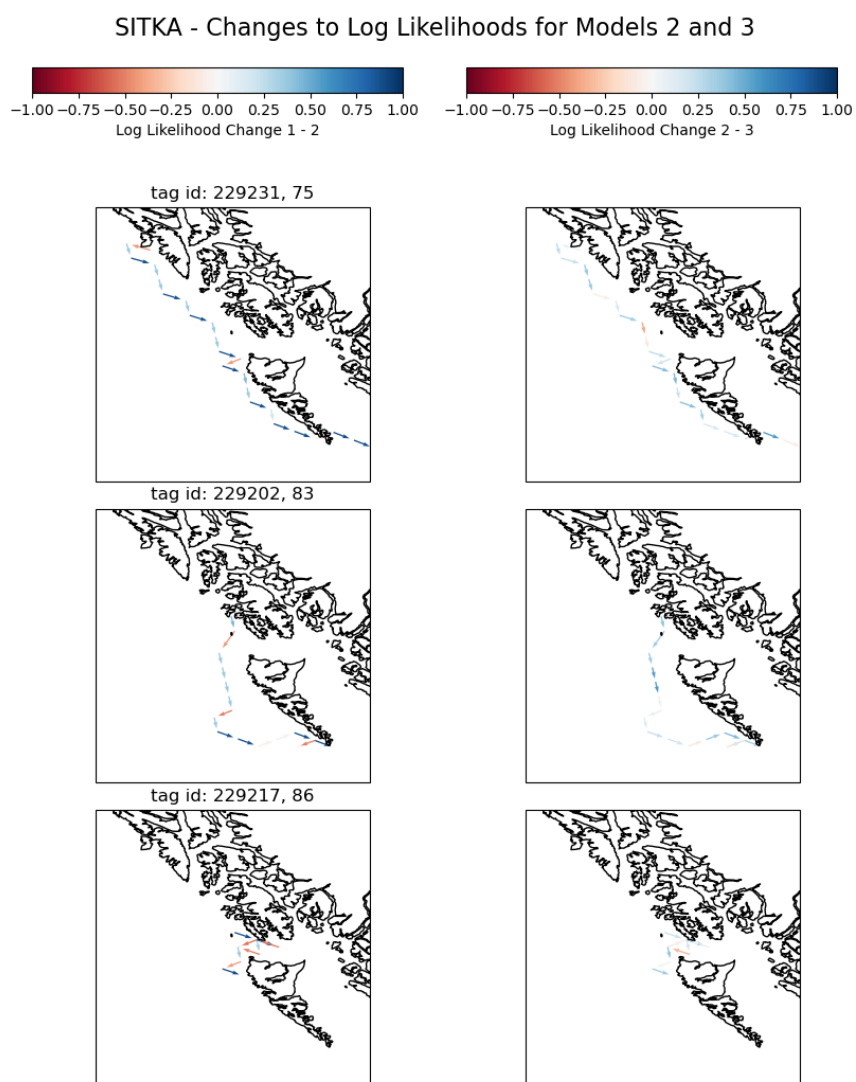 SITKA - Changes to Log Likelihoods for Models 2 and 3
−1.00 −0.75 −0.50 −0.25 0.00 0.25 0.50 0.75 1.00
Log Likelihood Change 1 - 2
−1.00 −0.75 −0.50 −0.25 0.00 0.25 0.50 0.75 1.00
Log Likelihood Change 2 - 3
tag id: 229231, 75
tag id: 229202, 83
tag id: 229217, 86